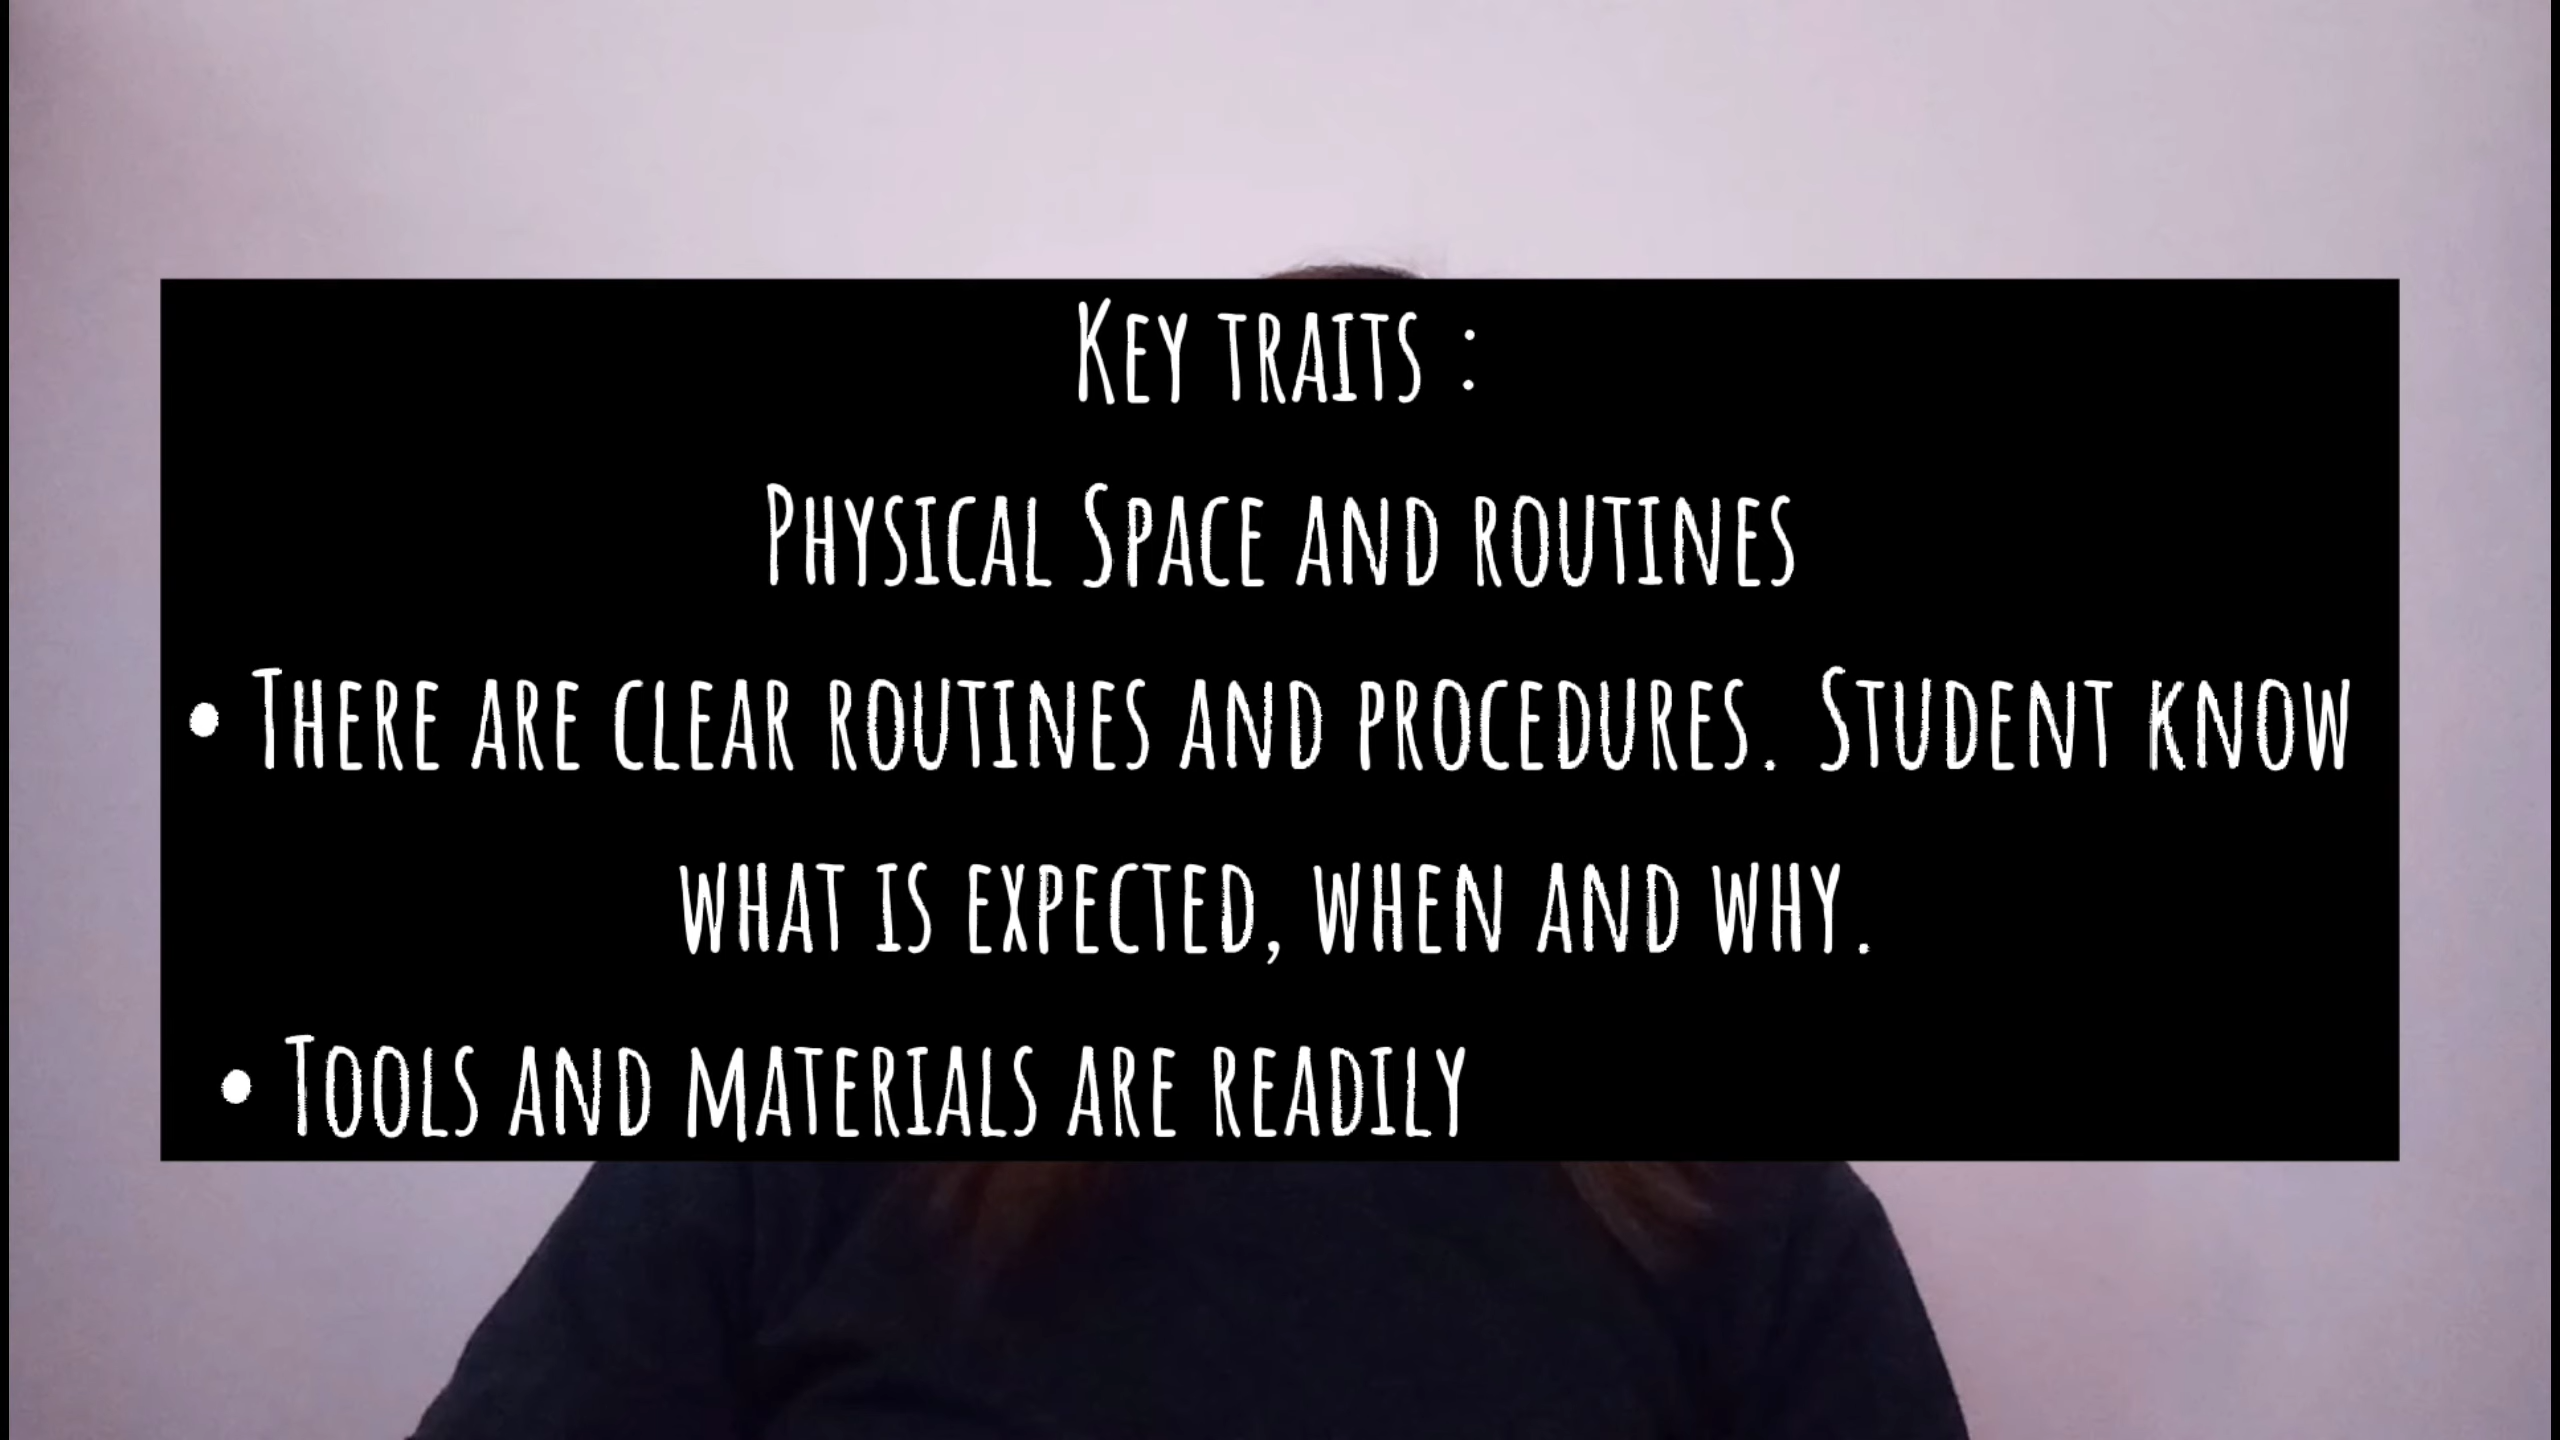 Key traits :
Physical Space and routines
• There are clear routines and procedures. Student know
what is expected, when and why.
• Tools and materials are readily